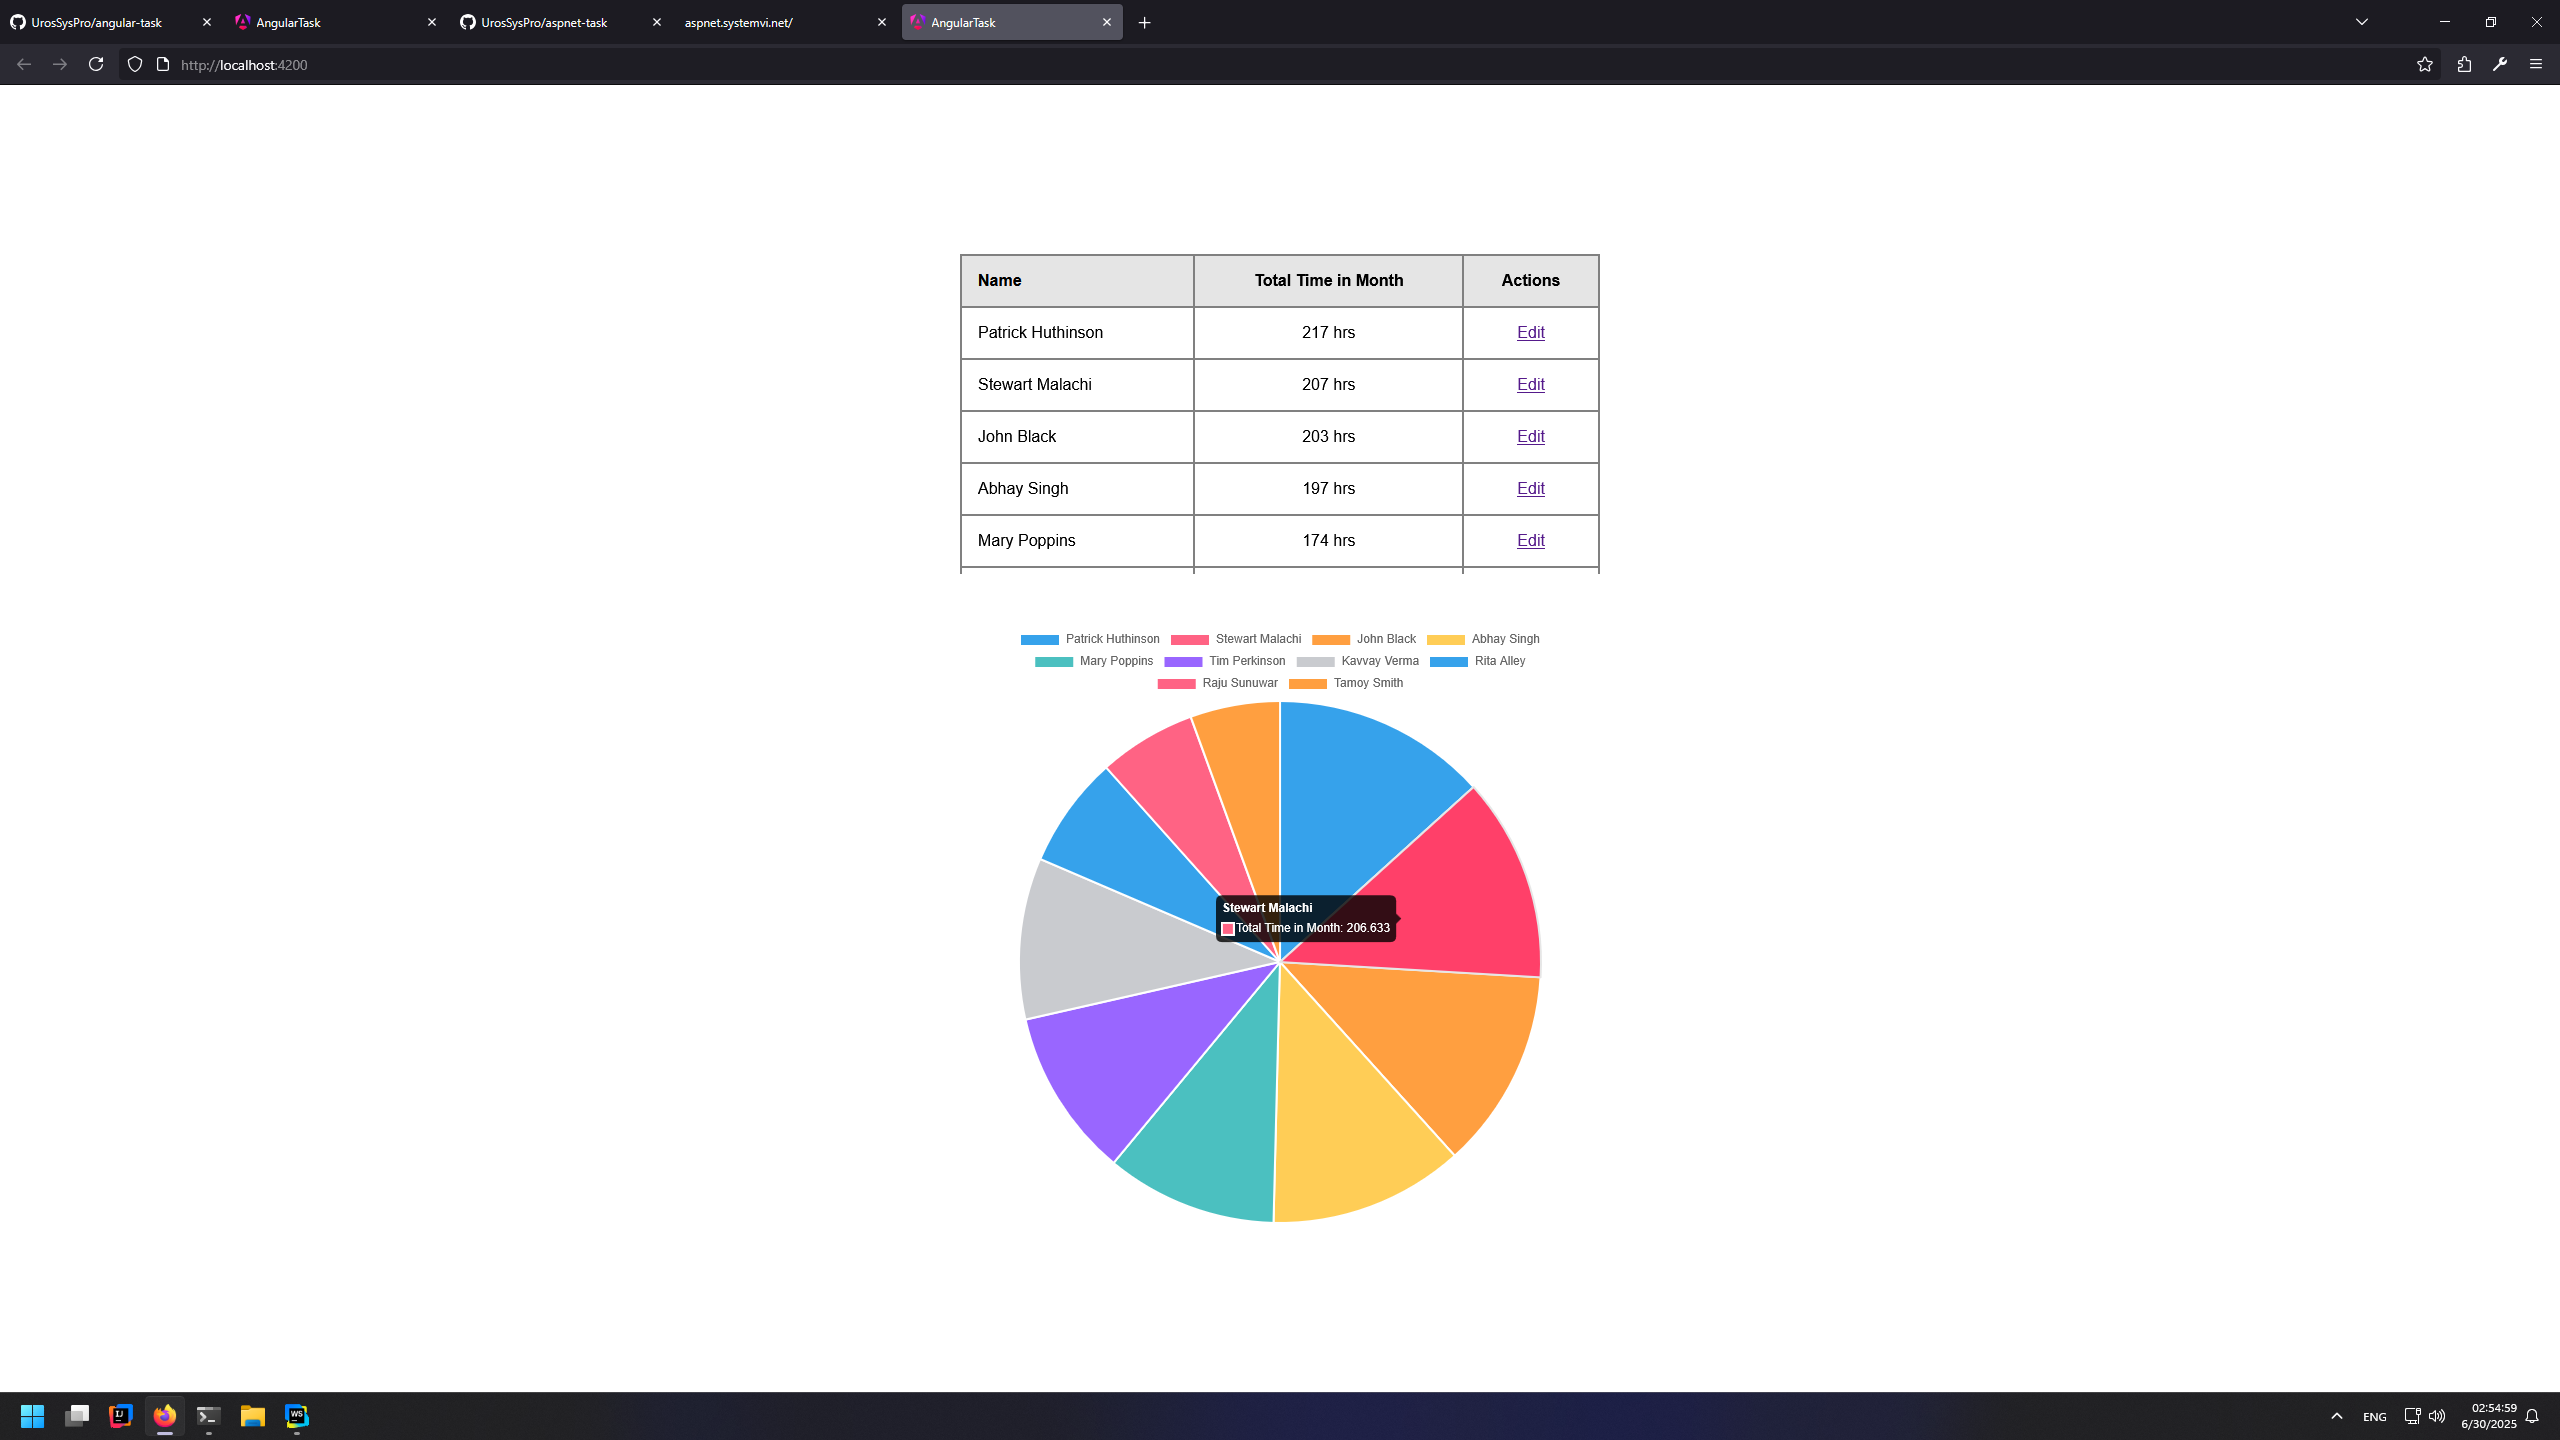 UrosSysPro/angular-task
AngularTask
UrosSysPro/aspnet-task
aspnet.systemvi.net/
AngularTask
http://localhost:4200
Name Total Time in Month Actions
Patrick Huthinson 217 hrs Edit
Stewart Malachi 207 hrs Edit
John Black 203 hrs Edit
Abhay Singh 197 hrs Edit
Mary Poppins 174 hrs Edit
Patrick Huthinson Stewart Malachi John Black Abhay Singh
Mary Poppins Tim Perkinson Kavvay Verma Rita Alley
Raju Sunuwar Tamoy Smith
Stewart Malachi
Total Time in Month: 206.633
IJ
WS
ENG
02:54:59
6/30/2025